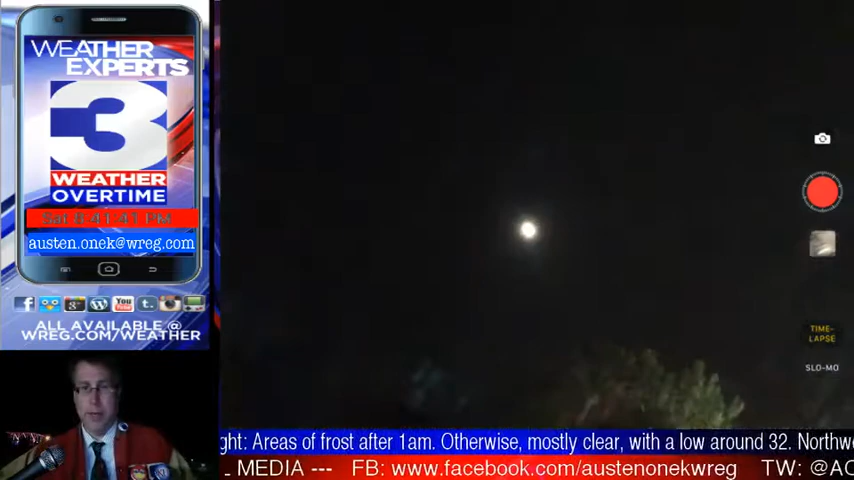 WEATHER
EXPERTS
3
WEATHER
OVERTIME
Sat 8:41:41 PM
austen.onek@wreg.com
f
g+
You
t
ALL AVAILABLE @
WREG.COM/WEATHER
TIME-
LAPSE
SLO-MO
ght: Areas of frost after 1am. Otherwise, mostly clear, with a low around 32. Northwe
L MEDIA --- FB: www.facebook.com/austenonekwreg TW: @AO